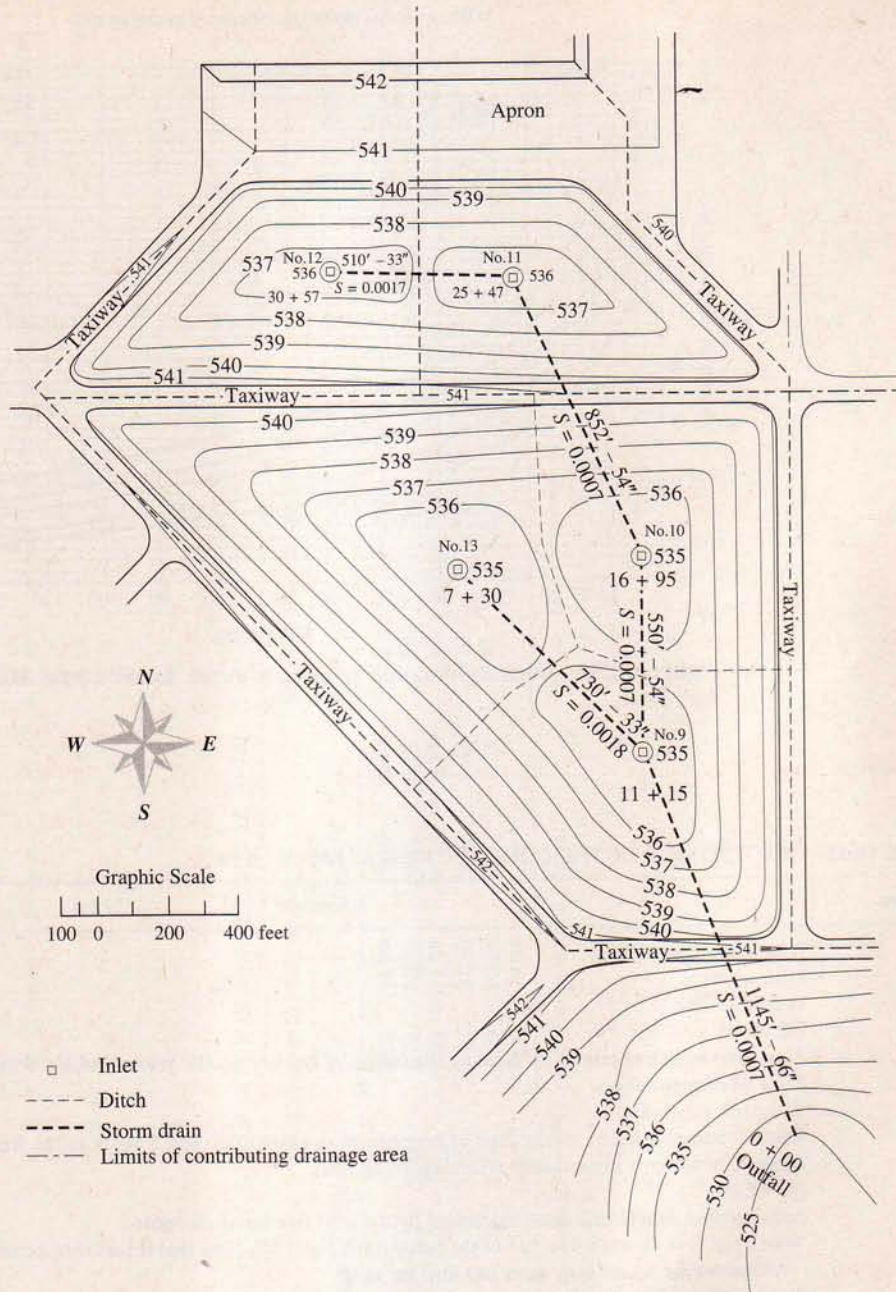 542
Apron
541
540
539
538
540
541
Taxiway
Taxiway
537
No.12
536
510' – 33"
S = 0.0017
30 + 57
No.11
536
25 + 47
537
538
539
540
541
Taxiway
541
540
539
538
537
536
852' – 54"
S = 0.0007
536
No.13
535
7 + 30
No.10
535
16 + 95
550' – 54"
S = 0.0007
Taxiway
Taxiway
730' – 33"
S = 0.0018
No.9
535
11 + 15
N
W
E
S
536
537
538
539
540
541
542
Graphic Scale
100 0 200 400 feet
Taxiway
541
542
541
540
539
538
537
536
535
530
525
1145' – 66"
S = 0.0007
0 + 00
Outfall
Inlet
Ditch
Storm drain
Limits of contributing drainage area